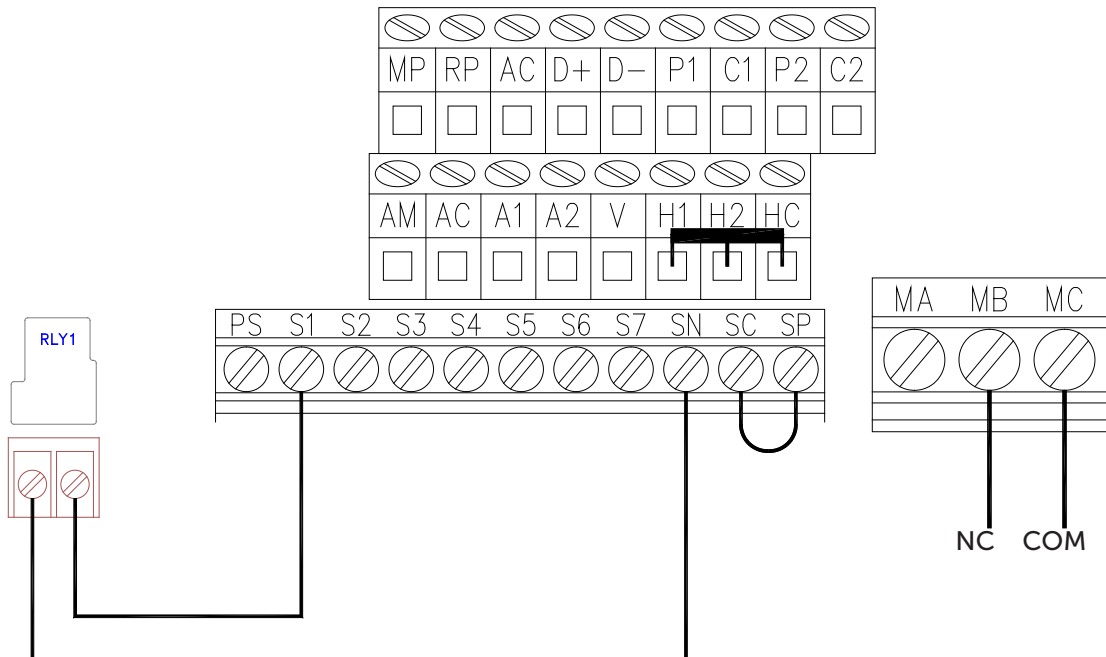 MP RP AC D+ D- P1 C1 P2 C2
AM AC A1 A2 V H1 H2 HC
PS S1 S2 S3 S4 S5 S6 S7 SN SC SP
MA MB MC
RLY1
NC COM